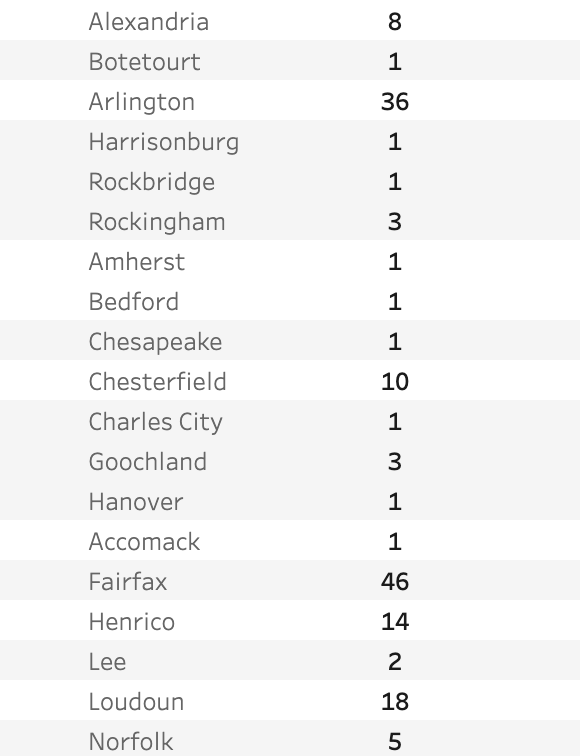 Alexandria 8
Botetourt 1
Arlington 36
Harrisonburg 1
Rockbridge 1
Rockingham 3
Amherst 1
Bedford 1
Chesapeake 1
Chesterfield 10
Charles City 1
Goochland 3
Hanover 1
Accomack 1
Fairfax 46
Henrico 14
Lee 2
Loudoun 18
Norfolk 5